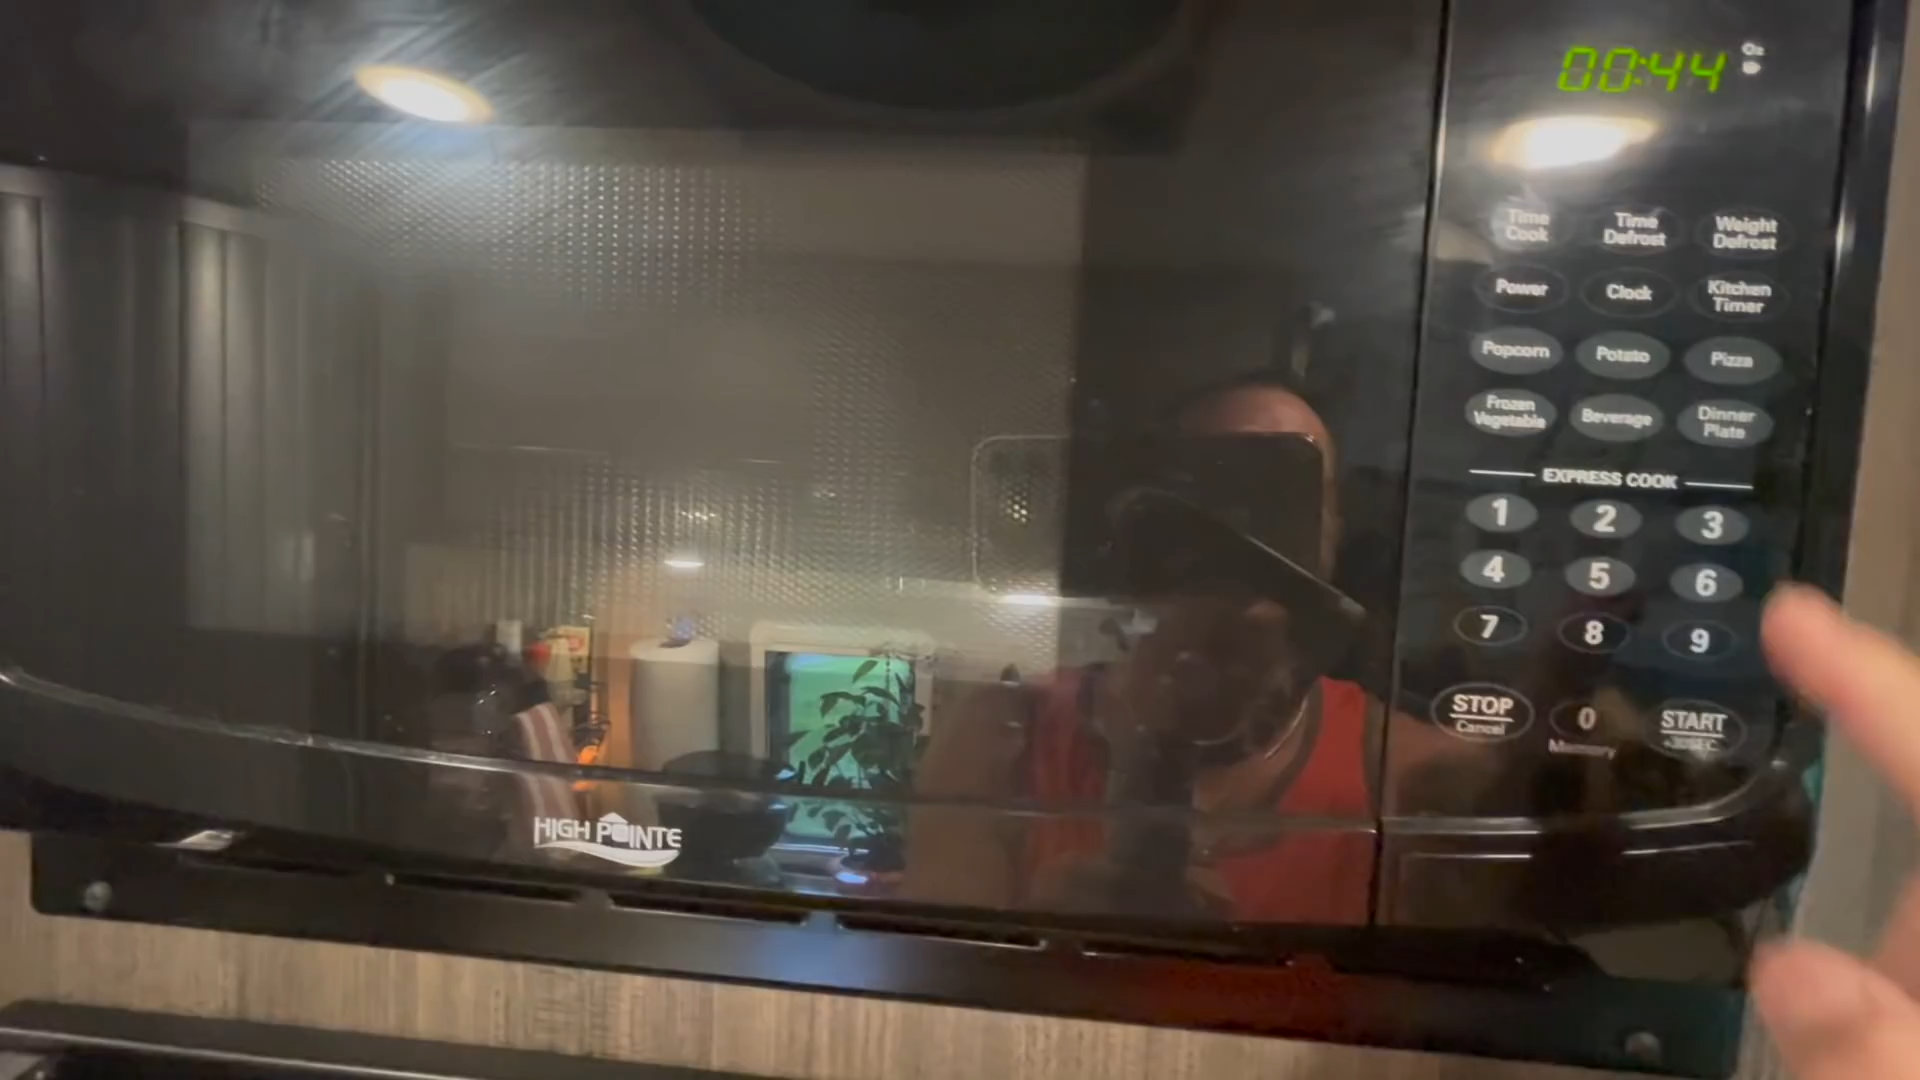 00:44
Oz
Time Cook
Time Defrost
Weight Defrost
Power
Clock
Kitchen Timer
Popcorn
Potato
Pizza
Frozen Vegetable
Beverage
Dinner Plate
EXPRESS COOK
1 2 3
4 5 6
7 8 9
STOP
Cancel
0
Memory
START
+30SEC.
HIGH POINTE